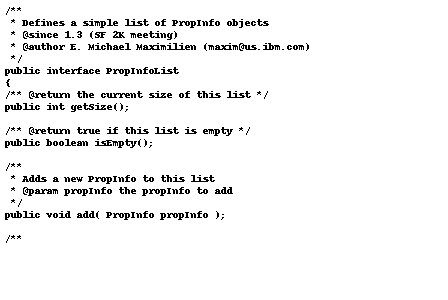 /**
 * Defines a simple list of PropInfo objects
 * @since 1.3 (SF 2K meeting)
 * @author E. Michael Maximilien (maxim@us.ibm.com)
 */
public interface PropInfoList
{
/** @return the current size of this list */
public int getSize();

/** @return true if this list is empty */
public boolean isEmpty();

/**
 * Adds a new PropInfo to this list
 * @param propInfo the propInfo to add
 */
public void add( PropInfo propInfo );

/**